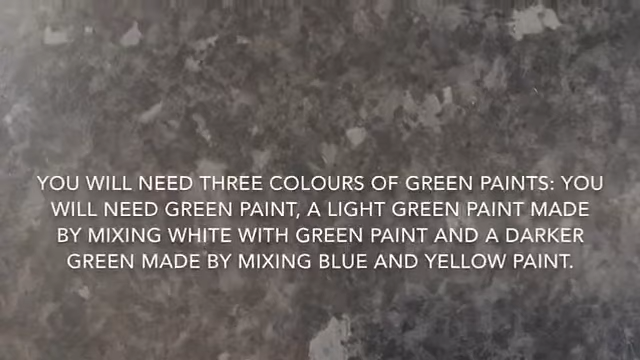 YOU WILL NEED THREE COLOURS OF GREEN PAINTS: YOU
WILL NEED GREEN PAINT, A LIGHT GREEN PAINT MADE
BY MIXING WHITE WITH GREEN PAINT AND A DARKER
GREEN MADE BY MIXING BLUE AND YELLOW PAINT.